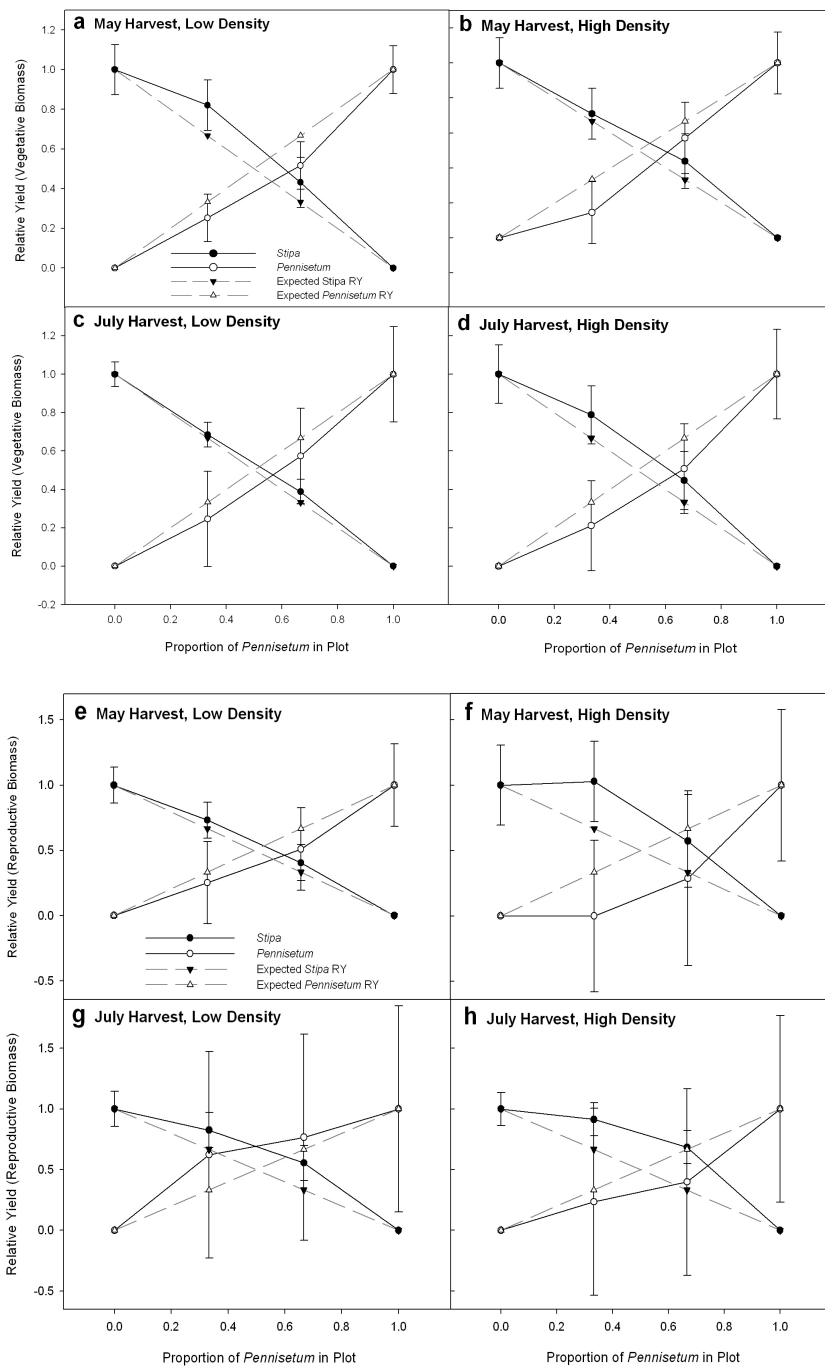 a May Harvest, Low Density
b May Harvest, High Density
Relative Yield (Vegetative Biomass)
1.2
1.0
0.8
0.6
0.4
0.2
0.0
Stipa
Pennisetum
Expected Stipa RY
Expected Pennisetum RY
c July Harvest, Low Density
d July Harvest, High Density
Relative Yield (Vegetative Biomass)
1.2
1.0
0.8
0.6
0.4
0.2
0.0
-0.2
0.0 0.2 0.4 0.6 0.8 1.0
0.0 0.2 0.4 0.6 0.8 1.0
Proportion of Pennisetum in Plot
Proportion of Pennisetum in Plot
e May Harvest, Low Density
f May Harvest, High Density
Relative Yield (Reproductive Biomass)
1.5
1.0
0.5
0.0
-0.5
Stipa
Pennisetum
Expected Stipa RY
Expected Pennisetum RY
g July Harvest, Low Density
h July Harvest, High Density
Relative Yield (Reproductive Biomass)
1.5
1.0
0.5
0.0
-0.5
0.0 0.2 0.4 0.6 0.8 1.0
0.0 0.2 0.4 0.6 0.8 1.0
Proportion of Pennisetum in Plot
Proportion of Pennisetum in Plot